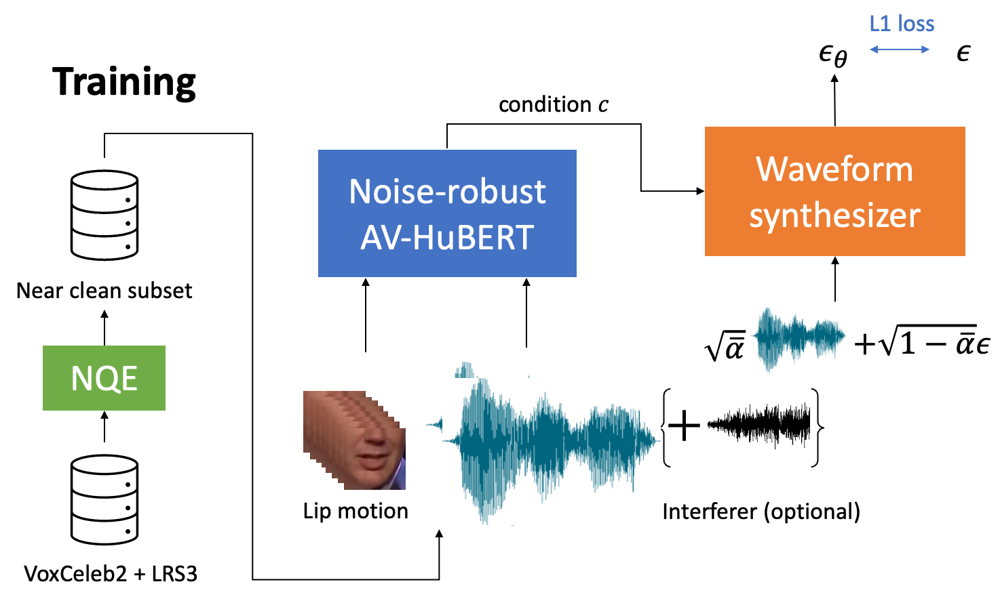 Training
L1 loss
ϵθ
ϵ
condition c
Noise-robust
AV-HuBERT
Waveform
synthesizer
Near clean subset
NQE
VoxCeleb2 + LRS3
√ᾱ
+√1 − ᾱϵ
{+ }
Lip motion
Interferer (optional)